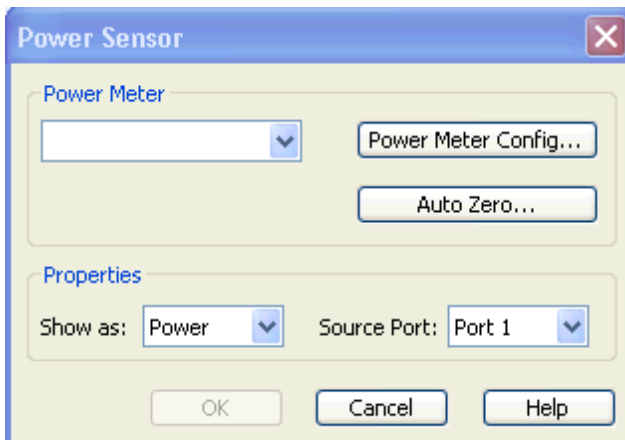 Power Sensor
Power Meter
Power Meter Config...
Auto Zero...
Properties
Show as: Power Source Port: Port 1
OK Cancel Help